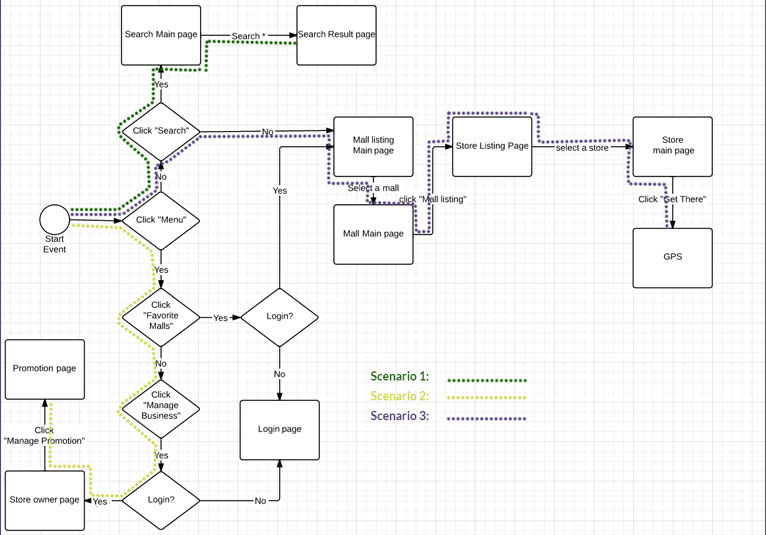 Search Main page
Search *
Search Result page
Yes
Click "Search"
No
Mall listing
Main page
Store Listing Page
select a store
Store
main page
No
Yes
Select a mall
click "Mall listing"
Click "Get There"
Click "Menu"
Mall Main page
Start
Event
GPS
Yes
Click
"Favorite
Malls"
Yes
Login?
No
No
Promotion page
Click
"Manage
Business"
Scenario 1:
Scenario 2:
Scenario 3:
Click
"Manage Promotion"
Login page
Yes
Store owner page
Yes
Login?
No